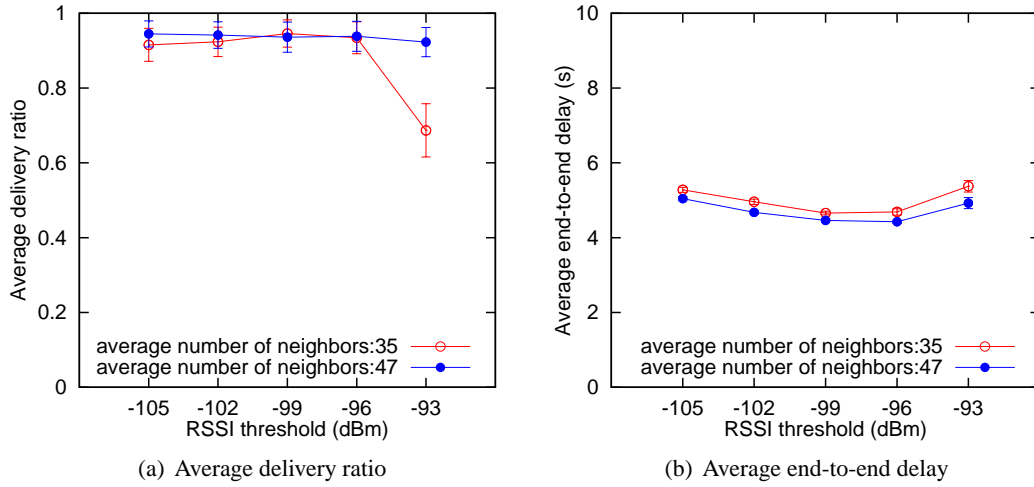 1
0.8
0.6
0.4
0.2
0
Average delivery ratio
average number of neighbors:35
average number of neighbors:47
-105 -102 -99 -96 -93
RSSI threshold (dBm)
(a) Average delivery ratio
10
8
6
4
2
0
Average end-to-end delay (s)
average number of neighbors:35
average number of neighbors:47
-105 -102 -99 -96 -93
RSSI threshold (dBm)
(b) Average end-to-end delay